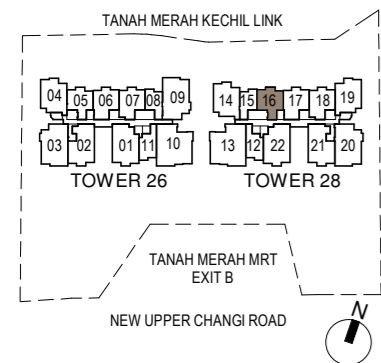 TANAH MERAH KECHIL LINK
04 05 06 07 08 09 14 15 16 17 18 19
03 02 01 11 10 13 12 22 21 20
TOWER 26 TOWER 28
TANAH MERAH MRT
EXIT B
NEW UPPER CHANGI ROAD
N